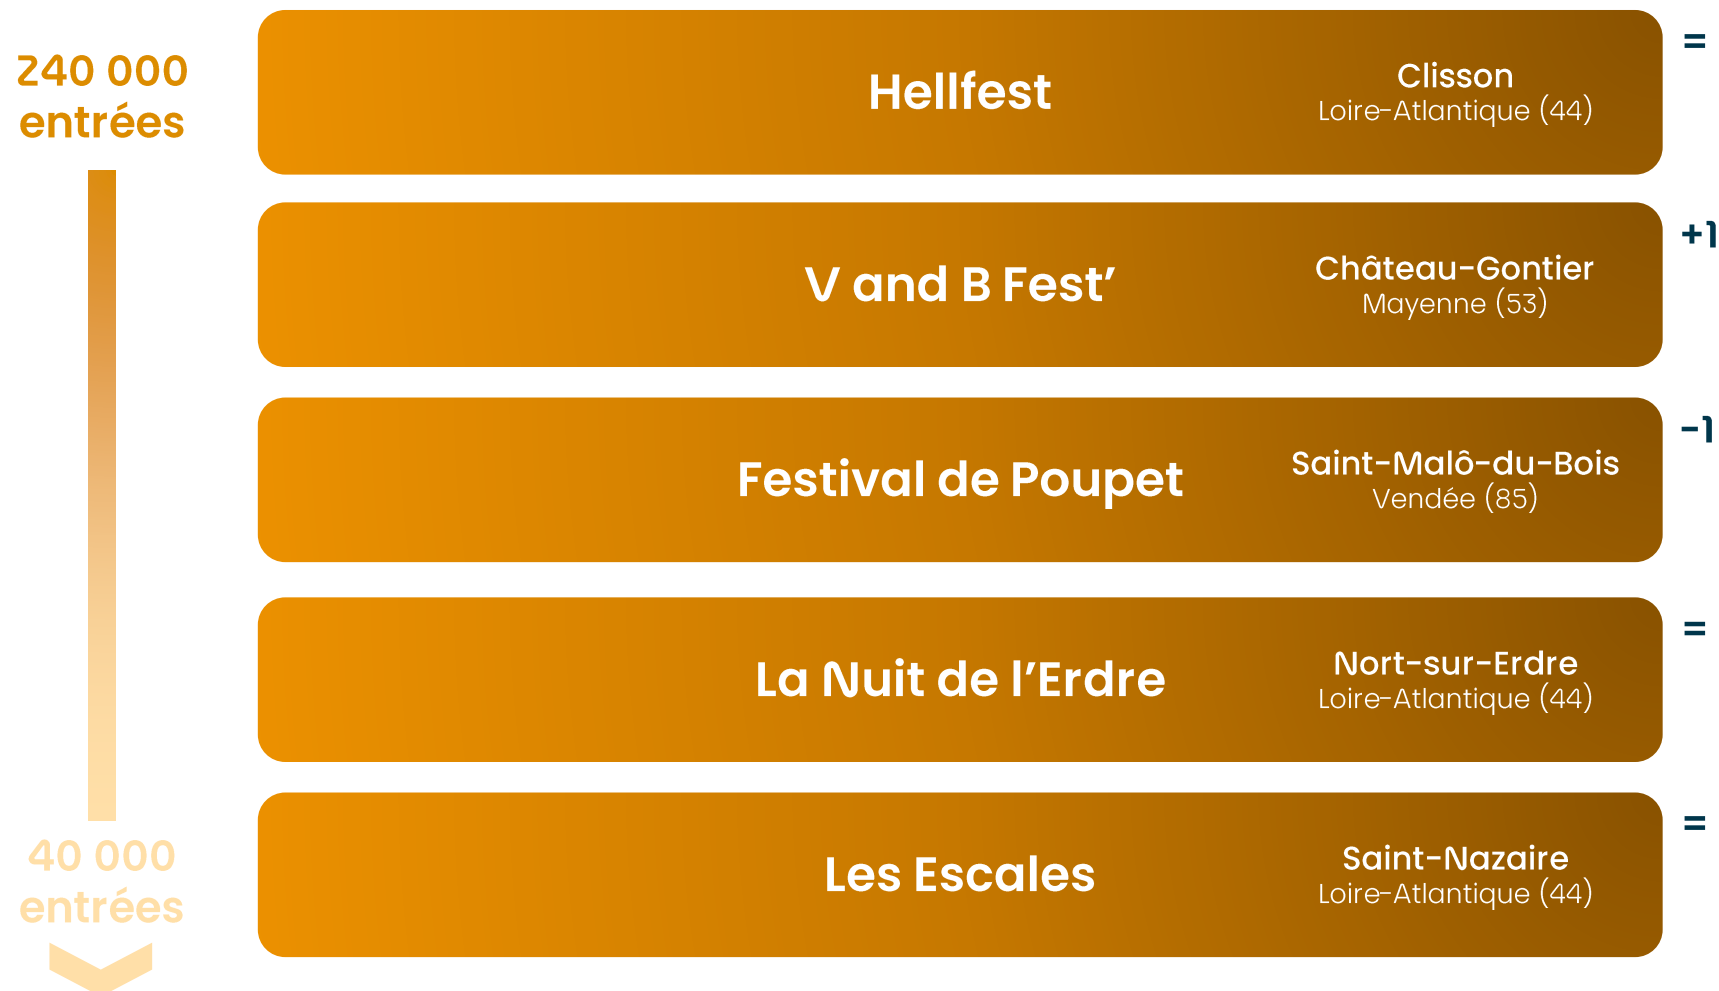 240 000
entrées
Hellfest
Clisson
Loire-Atlantique (44)
=
V and B Fest’
Château-Gontier
Mayenne (53)
+1
Festival de Poupet
Saint-Malô-du-Bois
Vendée (85)
-1
La Nuit de l’Erdre
Nort-sur-Erdre
Loire-Atlantique (44)
=
Les Escales
Saint-Nazaire
Loire-Atlantique (44)
=
40 000
entrées